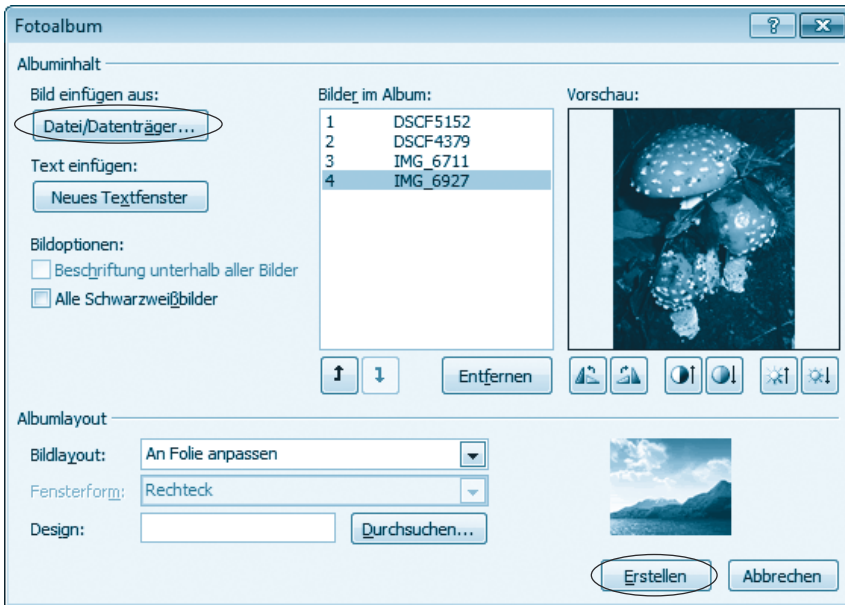 Fotoalbum
Albuminhalt
Bild einfügen aus:
Datei/Datenträger...
Text einfügen:
Neues Textfenster
Bildoptionen:
Beschriftung unterhalb aller Bilder
Alle Schwarzweißbilder
Bilder im Album:
1 DSCF5152
2 DSCF4379
3 IMG_6711
4 IMG_6927
Entfernen
Vorschau:
Albumlayout
Bildlayout: An Folie anpassen
Fensterform: Rechteck
Design: Durchsuchen...
Erstellen Abbrechen